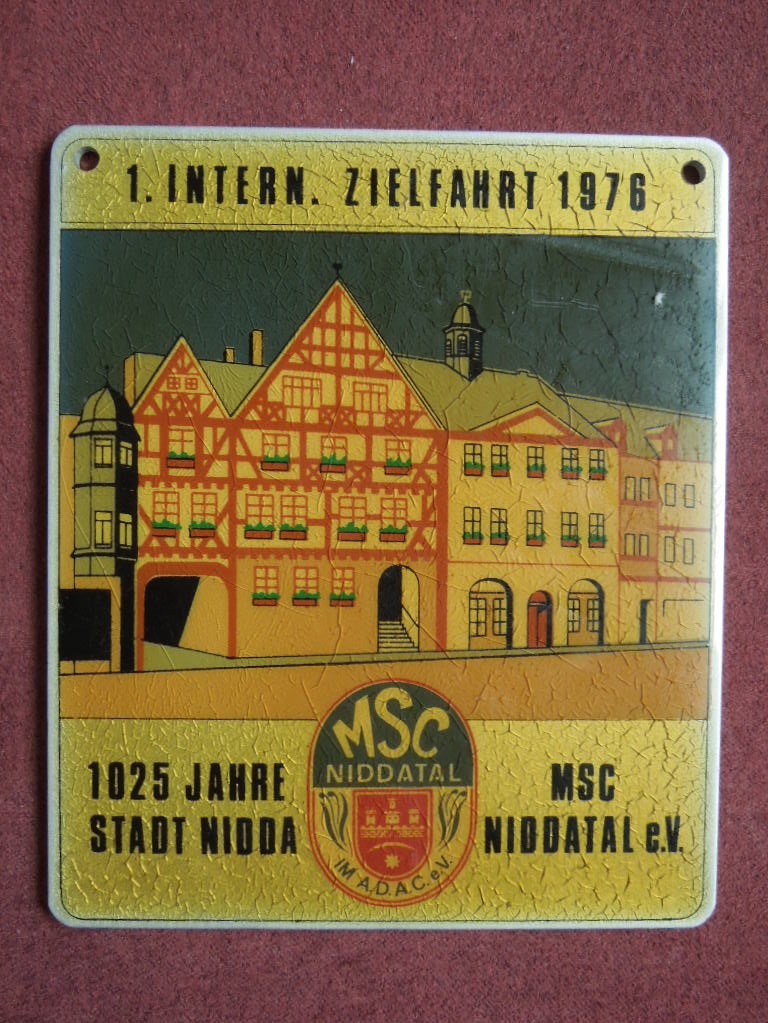 1. INTERN. ZIELFAHRT 1976
MSC
NIDDATAL
IM A.D.A.C. e.V.
1025 JAHRE
STADT NIDDA
MSC
NIDDATAL e.V.